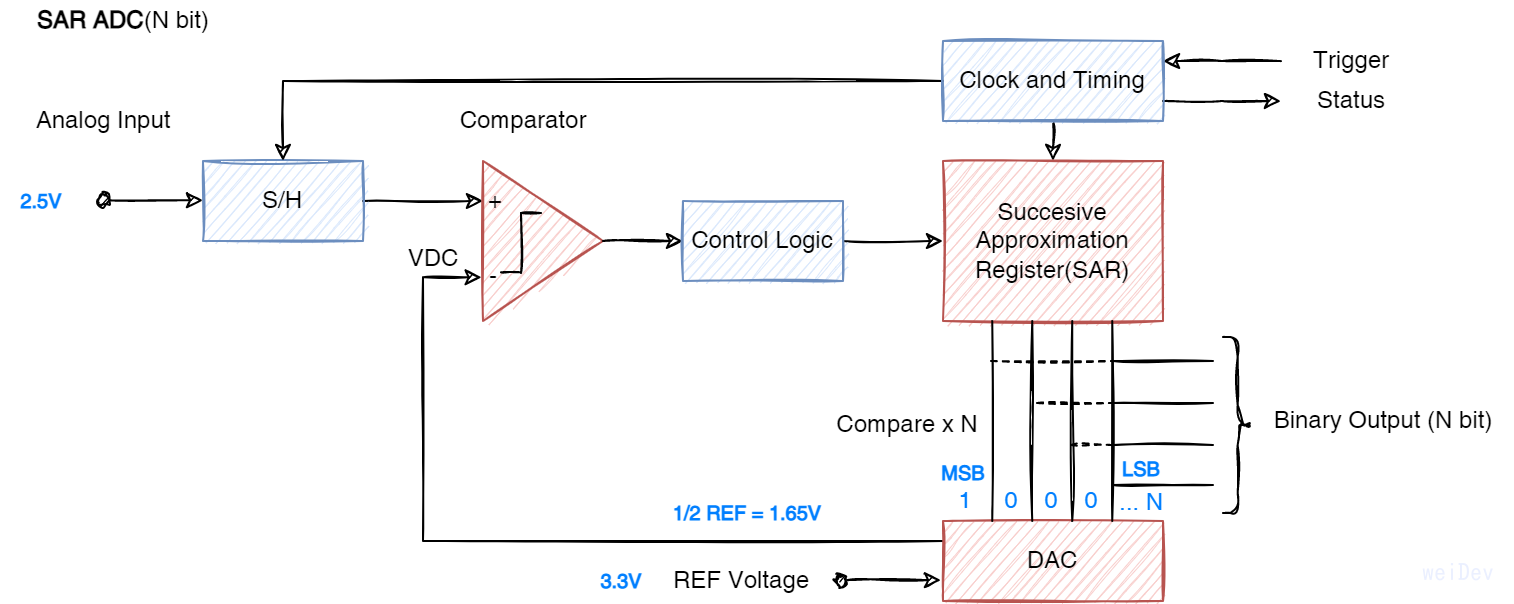 SAR ADC(N bit)
Clock and Timing
Trigger
Status
Analog Input
Comparator
2.5V
S/H
+
VDC
-
Control Logic
Succesive
Approximation
Register(SAR)
Compare x N
Binary Output (N bit)
MSB
LSB
1 0 0 0 ... N
1/2 REF = 1.65V
DAC
3.3V
REF Voltage
weiDev